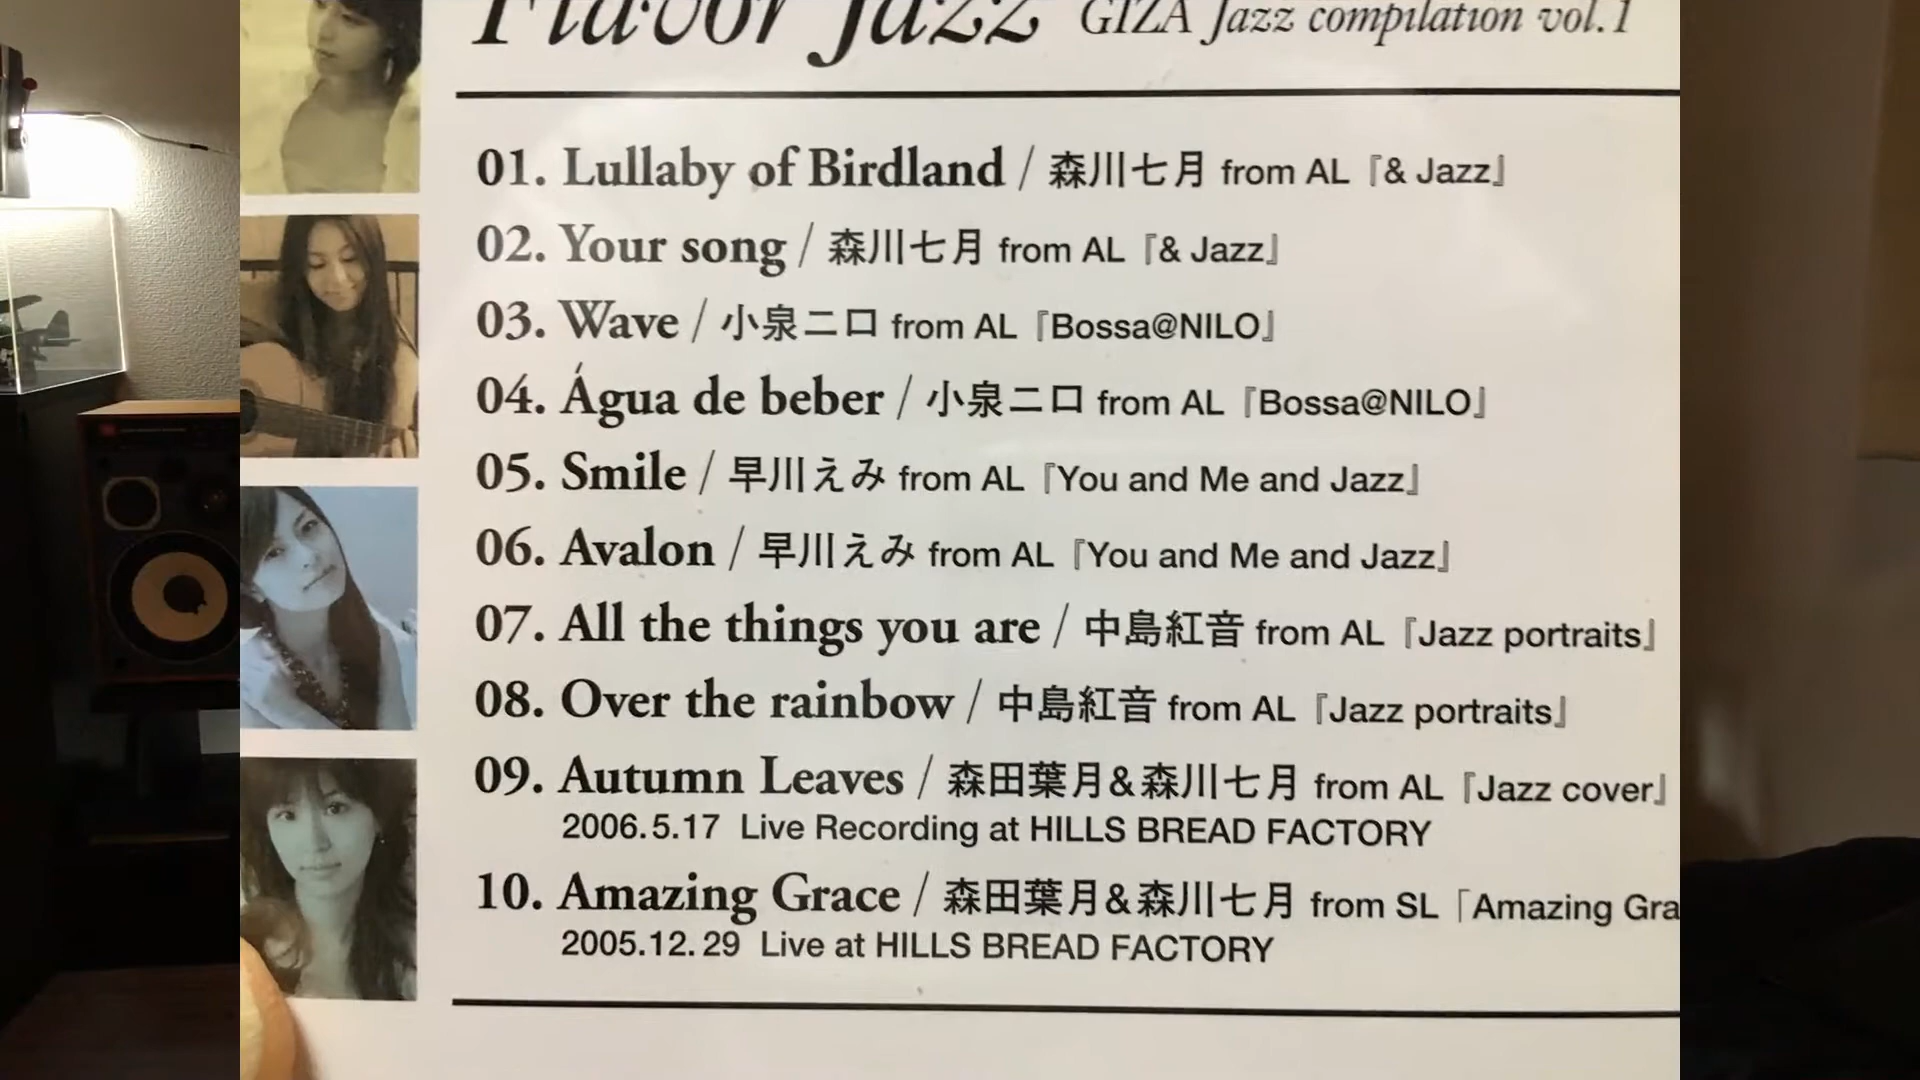 Flavor Jazz GIZA Jazz compilation vol.1
01. Lullaby of Birdland / 森川七月 from AL『& Jazz』
02. Your song / 森川七月 from AL『& Jazz』
03. Wave / 小泉ニロ from AL『Bossa@NILO』
04. Água de beber / 小泉ニロ from AL『Bossa@NILO』
05. Smile / 早川えみ from AL『You and Me and Jazz』
06. Avalon / 早川えみ from AL『You and Me and Jazz』
07. All the things you are / 中島紅音 from AL『Jazz portraits』
08. Over the rainbow / 中島紅音 from AL『Jazz portraits』
09. Autumn Leaves / 森田葉月&森川七月 from AL『Jazz cover』
2006.5.17 Live Recording at HILLS BREAD FACTORY
10. Amazing Grace / 森田葉月&森川七月 from SL「Amazing Gra
2005.12.29 Live at HILLS BREAD FACTORY